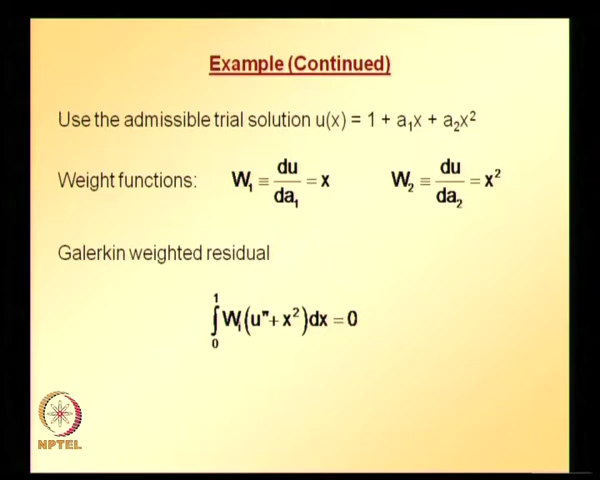 Example (Continued)
Use the admissible trial solution u(x) = 1 + a₁x + a₂x²
Weight functions: W₁ ≡ du/da₁ = x W₂ ≡ du/da₂ = x²
Galerkin weighted residual
∫₀¹ Wᵢ(u" + x²)dx = 0
NPTEL